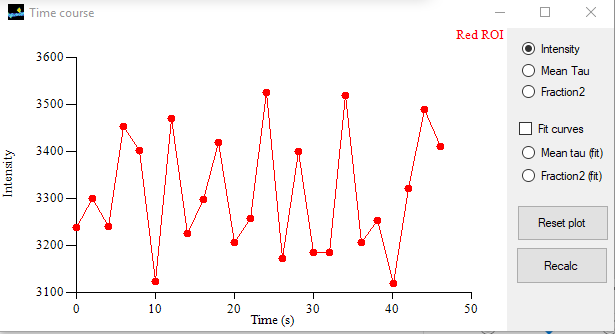 Time course
Red ROI
3600
3500
3400
3300
3200
3100
Intensity
0
10
20
30
40
50
Time (s)
Intensity
Mean Tau
Fraction2
Fit curves
Mean tau (fit)
Fraction2 (fit)
Reset plot
Recalc